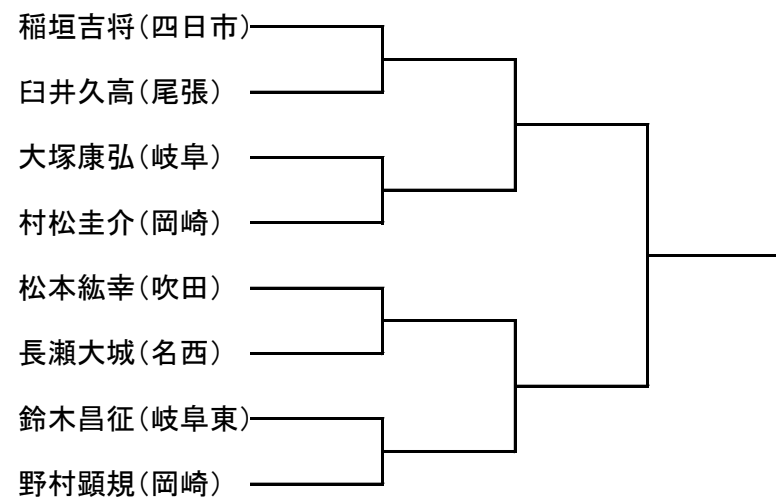 稲垣吉将(四日市)
臼井久高(尾張)
大塚康弘(岐阜)
村松圭介(岡崎)
松本紘幸(吹田)
長瀬大城(名西)
鈴木昌征(岐阜東)
野村顕規(岡崎)